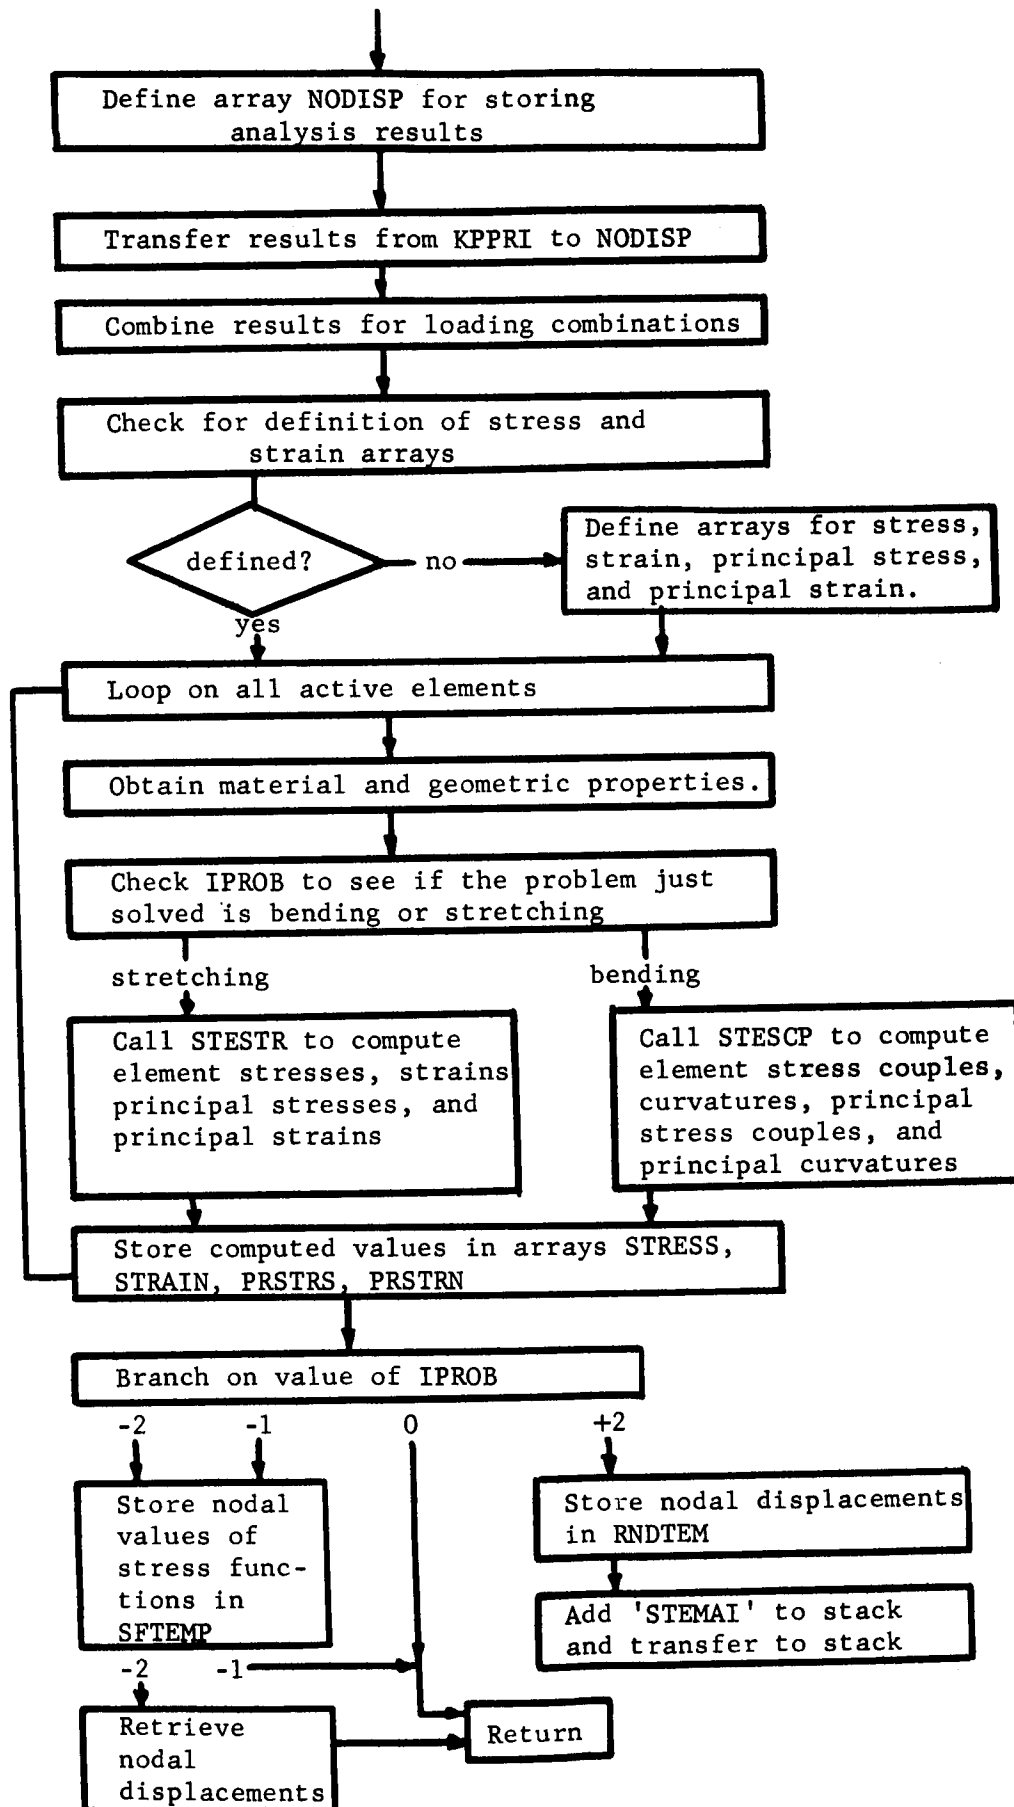 Define array NODISP for storing
analysis results
Transfer results from KPPRI to NODISP
Combine results for loading combinations
Check for definition of stress and
strain arrays
defined?
no
Define arrays for stress,
strain, principal stress,
and principal strain.
yes
Loop on all active elements
Obtain material and geometric properties.
Check IPROB to see if the problem just
solved is bending or stretching
stretching
bending
Call STESTR to compute
element stresses, strains
principal stresses, and
principal strains
Call STESCP to compute
element stress couples,
curvatures, principal
stress couples, and
principal curvatures
Store computed values in arrays STRESS,
STRAIN, PRSTRS, PRSTRN
Branch on value of IPROB
-2 -1 0 +2
Store nodal
values of
stress func-
tions in
SFTEMP
Store nodal displacements
in RNDTEM
Add 'STEMAI' to stack
and transfer to stack
-2 -1
Retrieve
nodal
displacements
Return